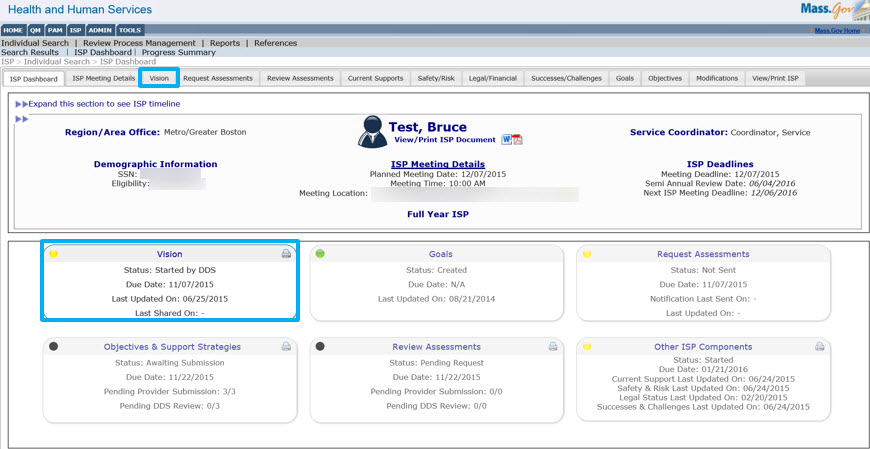 Health and Human Services
Mass.Gov
Mass.Gov Home
HOME QM PAM ISP ADMIN TOOLS
Individual Search | Review Process Management | Reports | References
Search Results | ISP Dashboard | Progress Summary
ISP > Individual Search > ISP Dashboard
ISP Dashboard ISP Meeting Details Vision Request Assessments Review Assessments Current Supports Safety/Risk Legal/Financial Successes/Challenges Goals Objectives Modifications View/Print ISP
Expand this section to see ISP timeline
Region/Area Office: Metro/Greater Boston
Test, Bruce
View/Print ISP Document
Service Coordinator: Coordinator, Service
Demographic Information
SSN:
Eligibility:
ISP Meeting Details
Planned Meeting Date: 12/07/2015
Meeting Time: 10:00 AM
Meeting Location:
Full Year ISP
ISP Deadlines
Meeting Deadline: 12/07/2015
Semi Annual Review Date: 06/04/2016
Next ISP Meeting Deadline: 12/06/2016
Vision
Status: Started by DDS
Due Date: 11/07/2015
Last Updated On: 06/25/2015
Last Shared On: -
Goals
Status: Created
Due Date: N/A
Last Updated On: 08/21/2014
Request Assessments
Status: Not Sent
Due Date: 11/07/2015
Notification Last Sent On: -
Last Updated On: -
Objectives & Support Strategies
Status: Awaiting Submission
Due Date: 11/22/2015
Pending Provider Submission: 3/3
Pending DDS Review: 0/3
Review Assessments
Status: Pending Request
Due Date: 11/22/2015
Pending Provider Submission: 0/0
Pending DDS Review: 0/0
Other ISP Components
Status: Started
Due Date: 01/21/2016
Current Support Last Updated On: 06/24/2015
Safety & Risk Last Updated On: 06/24/2015
Legal Status Last Updated On: 02/20/2015
Successes & Challenges Last Updated On: 06/24/2015